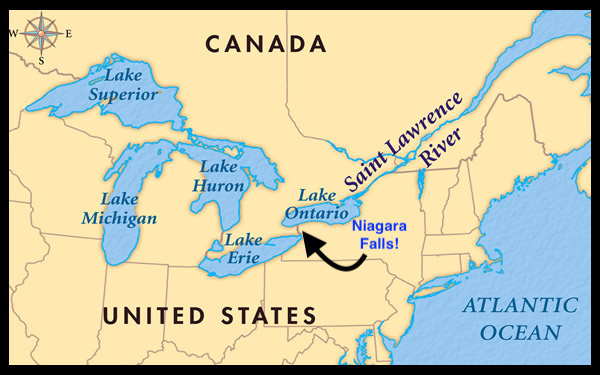 W E
S
CANADA
Lake
Superior
Saint Lawrence
River
Lake
Huron
Lake
Michigan
Lake
Ontario
Niagara
Falls!
Lake
Erie
UNITED STATES
ATLANTIC
OCEAN